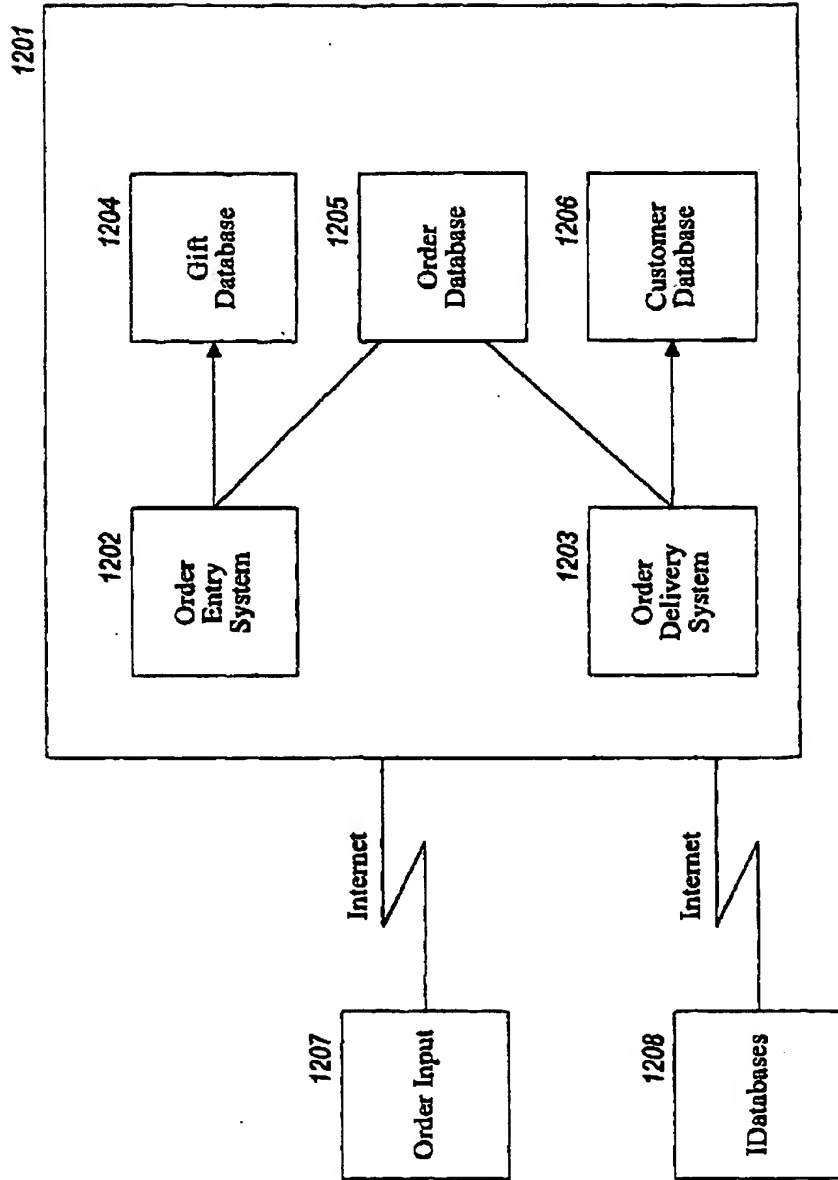 1201
1202
Order
Entry
System
1204
Gift
Database
1205
Order
Database
1203
Order
Delivery
System
1206
Customer
Database
Internet
1207
Order Input
Internet
1208
IDatabases